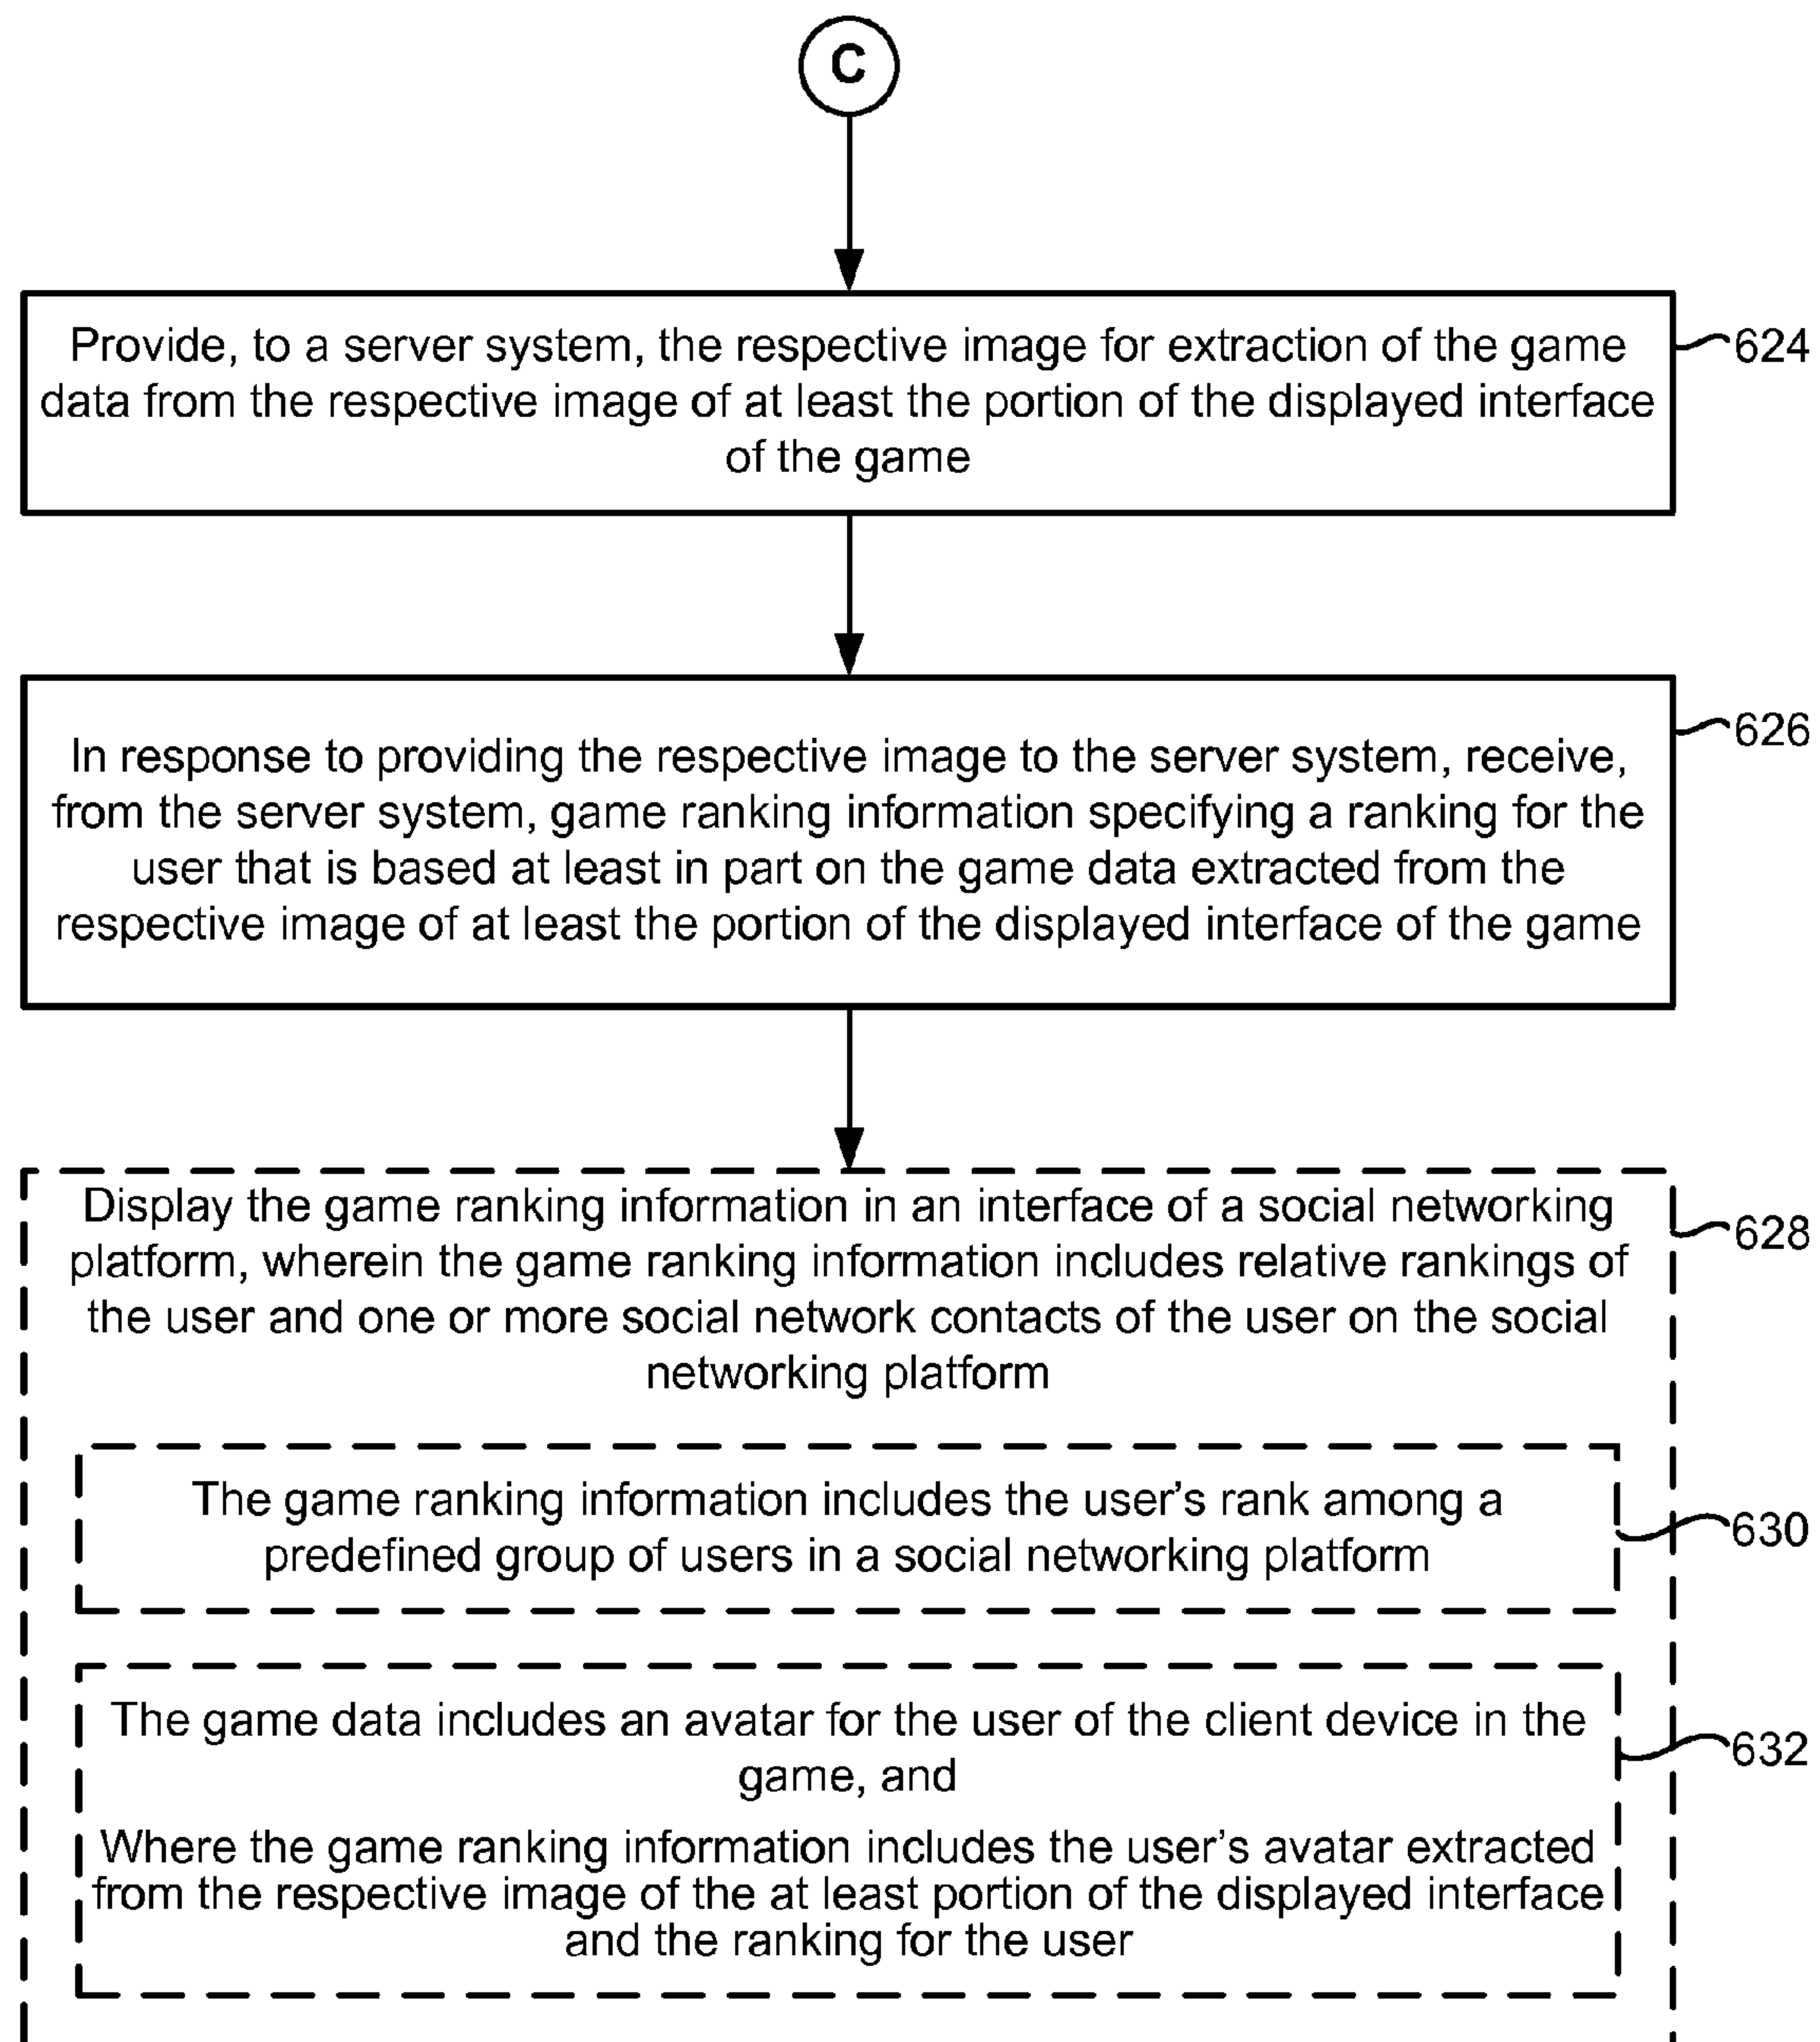 C
Provide, to a server system, the respective image for extraction of the game
data from the respective image of at least the portion of the displayed interface
of the game
624
In response to providing the respective image to the server system, receive,
from the server system, game ranking information specifying a ranking for the
user that is based at least in part on the game data extracted from the
respective image of at least the portion of the displayed interface of the game
626
Display the game ranking information in an interface of a social networking
platform, wherein the game ranking information includes relative rankings of
the user and one or more social network contacts of the user on the social
networking platform
628
The game ranking information includes the user's rank among a
predefined group of users in a social networking platform
630
The game data includes an avatar for the user of the client device in the
game, and
Where the game ranking information includes the user's avatar extracted
from the respective image of the at least portion of the displayed interface
and the ranking for the user
632